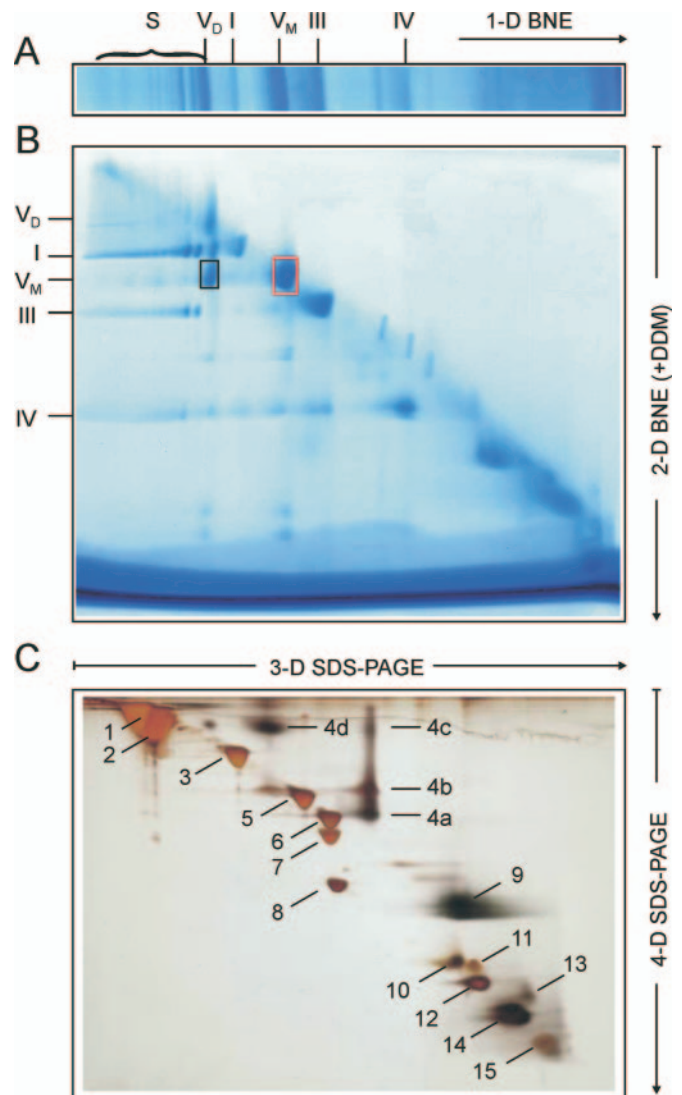 S V_D I V_M III IV 1-D BNE
A
B
V_D
I
V_M
III
IV
2-D BNE (+DDM)
C
3-D SDS-PAGE
1
2
3
4d
4c
4b
4a
5
6
7
8
9
10
11
12
13
14
15
4-D SDS-PAGE